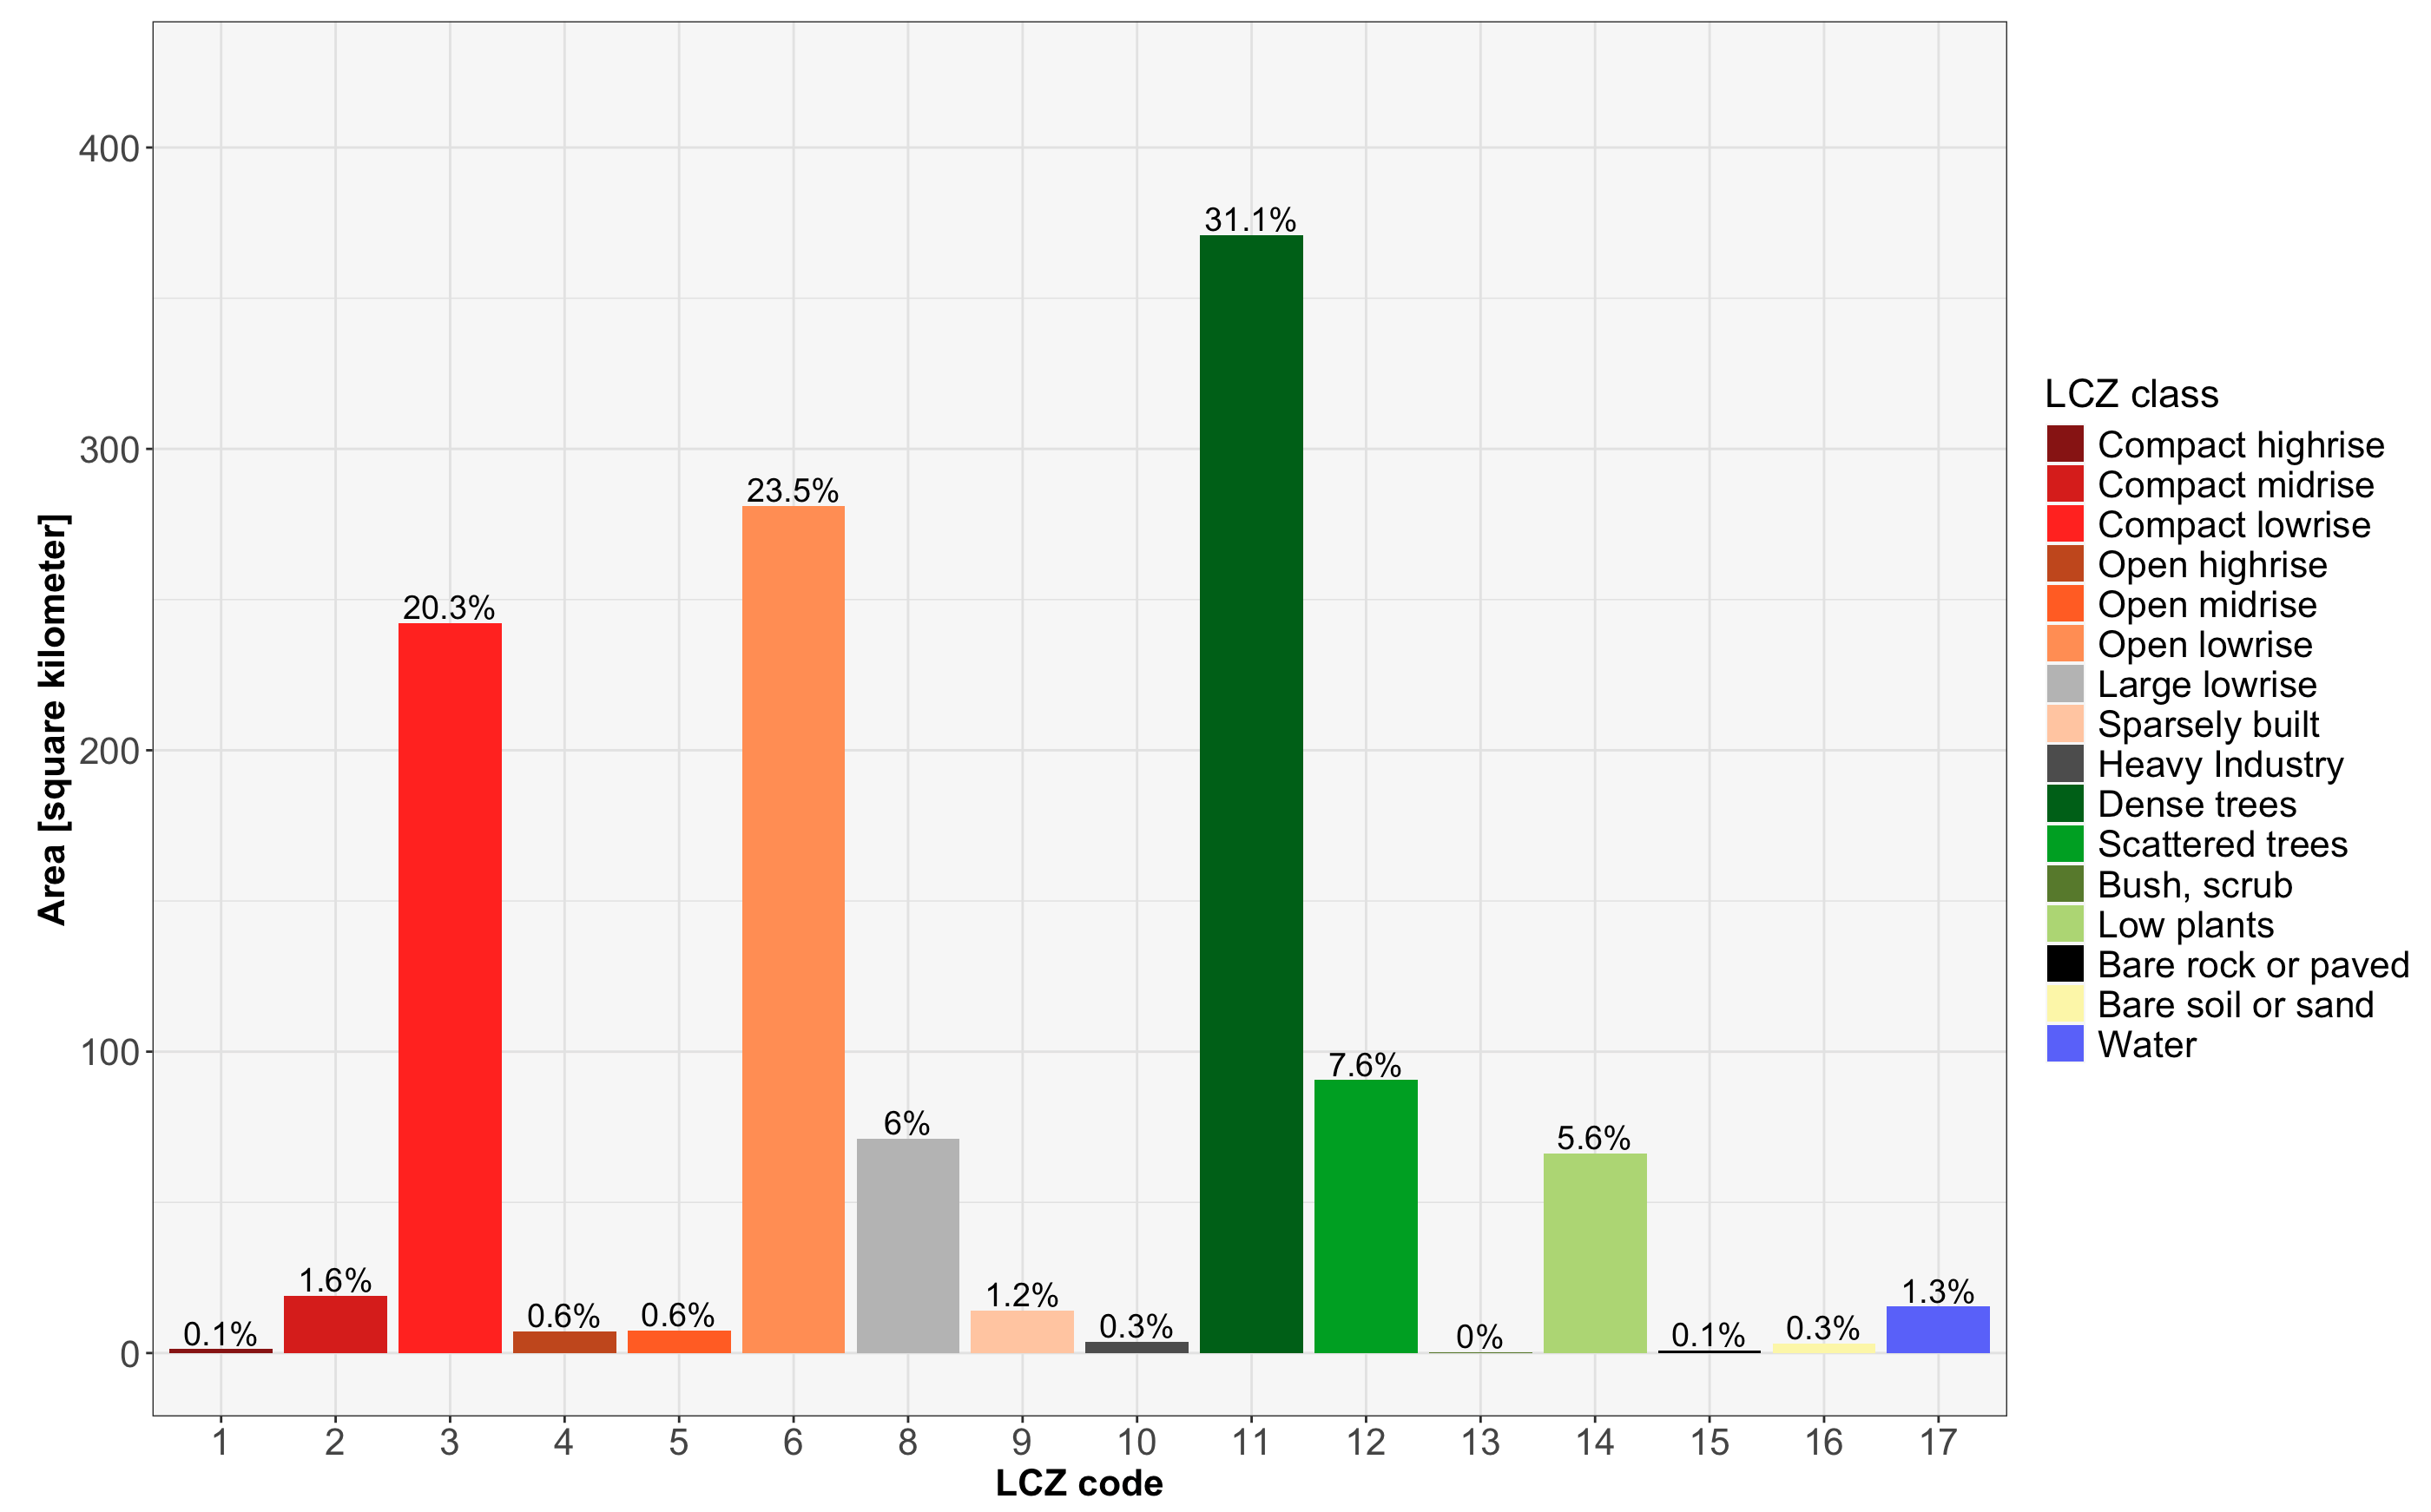 Area [square kilometer]
400
300
200
100
0
0.1%
1.6%
20.3%
0.6%
0.6%
23.5%
6%
1.2%
0.3%
31.1%
7.6%
0%
5.6%
0.1%
0.3%
1.3%
1 2 3 4 5 6 8 9 10 11 12 13 14 15 16 17
LCZ code
LCZ class
Compact highrise
Compact midrise
Compact lowrise
Open highrise
Open midrise
Open lowrise
Large lowrise
Sparsely built
Heavy Industry
Dense trees
Scattered trees
Bush, scrub
Low plants
Bare rock or paved
Bare soil or sand
Water